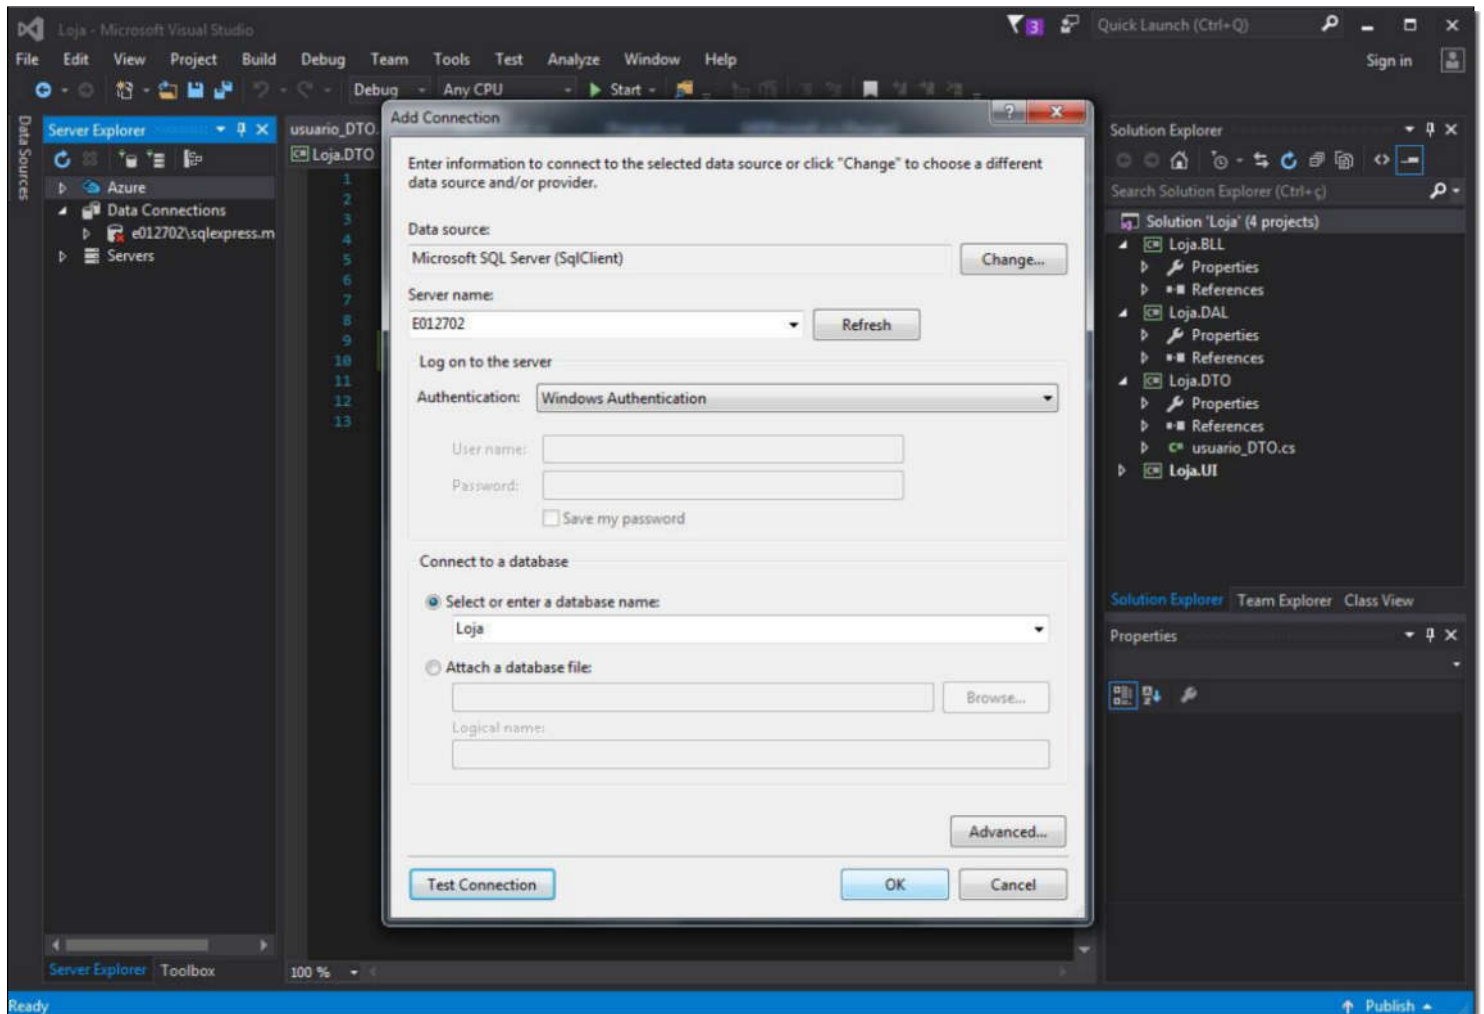 Loja - Microsoft Visual Studio
3
Quick Launch (Ctrl+Q)
File Edit View Project Build Debug Team Tools Test Analyze Window Help
Sign in
Debug Any CPU Start
Data Sources
Server Explorer
Azure
Data Connections
e012702\sqlexpress.m
Servers
Server Explorer Toolbox
usuario_DTO.
Loja.DTO
1
2
3
4
5
6
7
8
9
10
11
12
13
100 %
Add Connection
Enter information to connect to the selected data source or click "Change" to choose a different
data source and/or provider.
Data source:
Microsoft SQL Server (SqlClient)
Change...
Server name:
E012702
Refresh
Log on to the server
Authentication: Windows Authentication
User name:
Password:
Save my password
Connect to a database
Select or enter a database name:
Loja
Attach a database file:
Browse...
Logical name:
Advanced...
Test Connection OK Cancel
Solution Explorer
Search Solution Explorer (Ctrl+ç)
Solution 'Loja' (4 projects)
Loja.BLL
Properties
References
Loja.DAL
Properties
References
Loja.DTO
Properties
References
usuario_DTO.cs
Loja.UI
Solution Explorer Team Explorer Class View
Properties
Ready
Publish